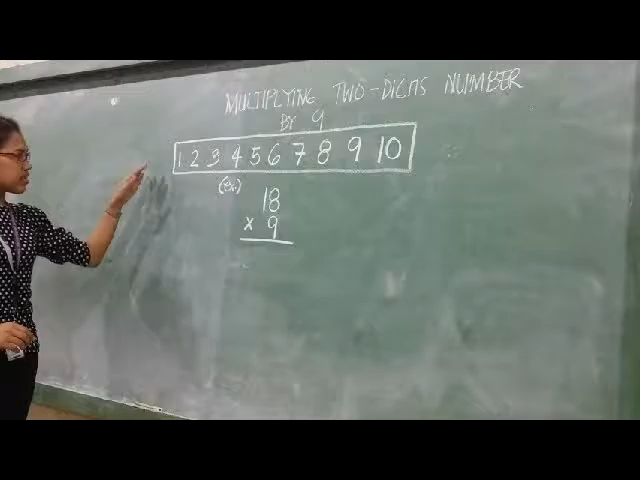 MULTIPLYING TWO-DIGITS NUMBER
BY 9
1 2 3 4 5 6 7 8 9 10
(ex.)
18
x 9